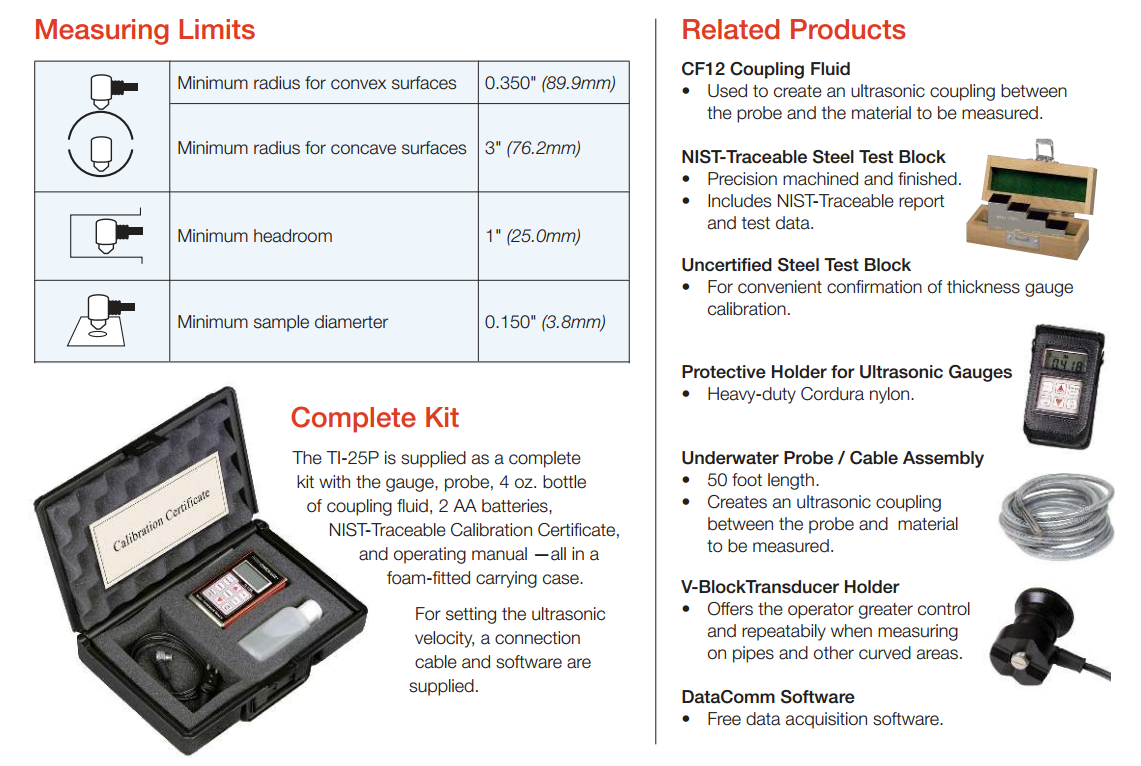 Measuring Limits
Minimum radius for convex surfaces 0.350" (89.9mm)
Minimum radius for concave surfaces 3" (76.2mm)
Minimum headroom 1" (25.0mm)
Minimum sample diamerter 0.150" (3.8mm)
Calibration Certificate
Complete Kit
The TI-25P is supplied as a complete
kit with the gauge, probe, 4 oz. bottle
of coupling fluid, 2 AA batteries,
NIST-Traceable Calibration Certificate,
and operating manual —all in a
foam-fitted carrying case.
For setting the ultrasonic
velocity, a connection
cable and software are
supplied.
Related Products
CF12 Coupling Fluid
• Used to create an ultrasonic coupling between
the probe and the material to be measured.
NIST-Traceable Steel Test Block
• Precision machined and finished.
• Includes NIST-Traceable report
and test data.
Uncertified Steel Test Block
• For convenient confirmation of thickness gauge
calibration.
Protective Holder for Ultrasonic Gauges
• Heavy-duty Cordura nylon.
0.418
Underwater Probe / Cable Assembly
• 50 foot length.
• Creates an ultrasonic coupling
between the probe and  material
to be measured.
V-BlockTransducer Holder
• Offers the operator greater control
and repeatabily when measuring
on pipes and other curved areas.
DataComm Software
• Free data acquisition software.